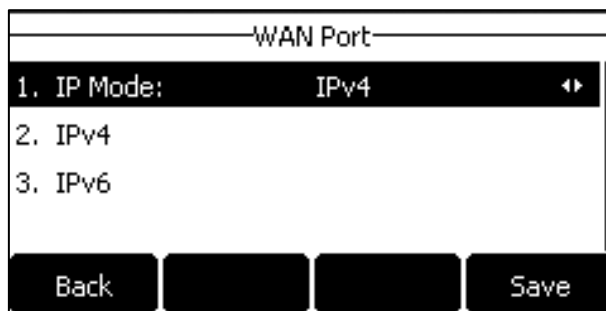 WAN Port
1. IP Mode: IPv4
2. IPv4
3. IPv6
Back Save